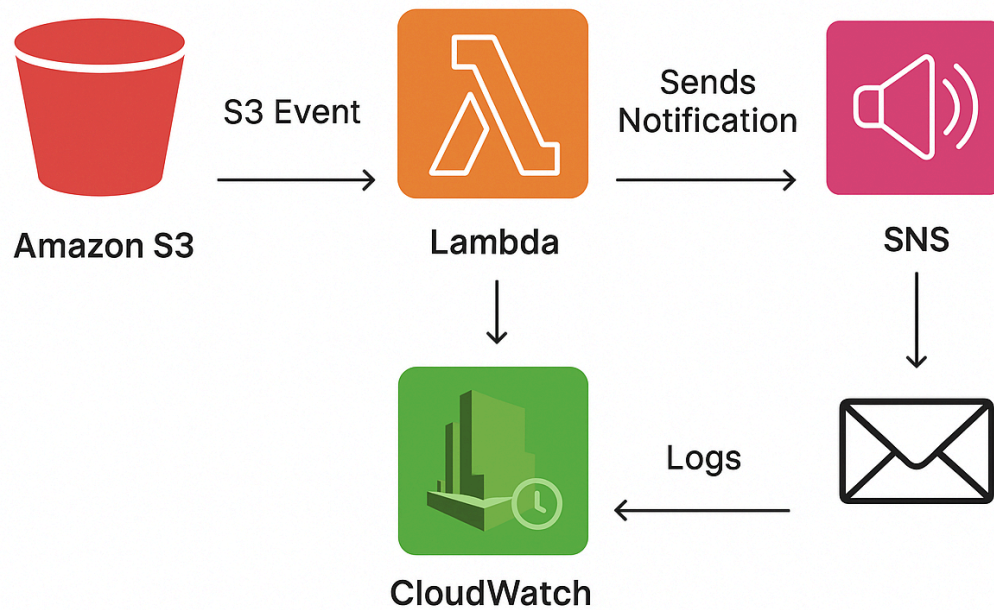 S3 Event
Sends
Notification
Amazon S3
Lambda
SNS
Logs
CloudWatch